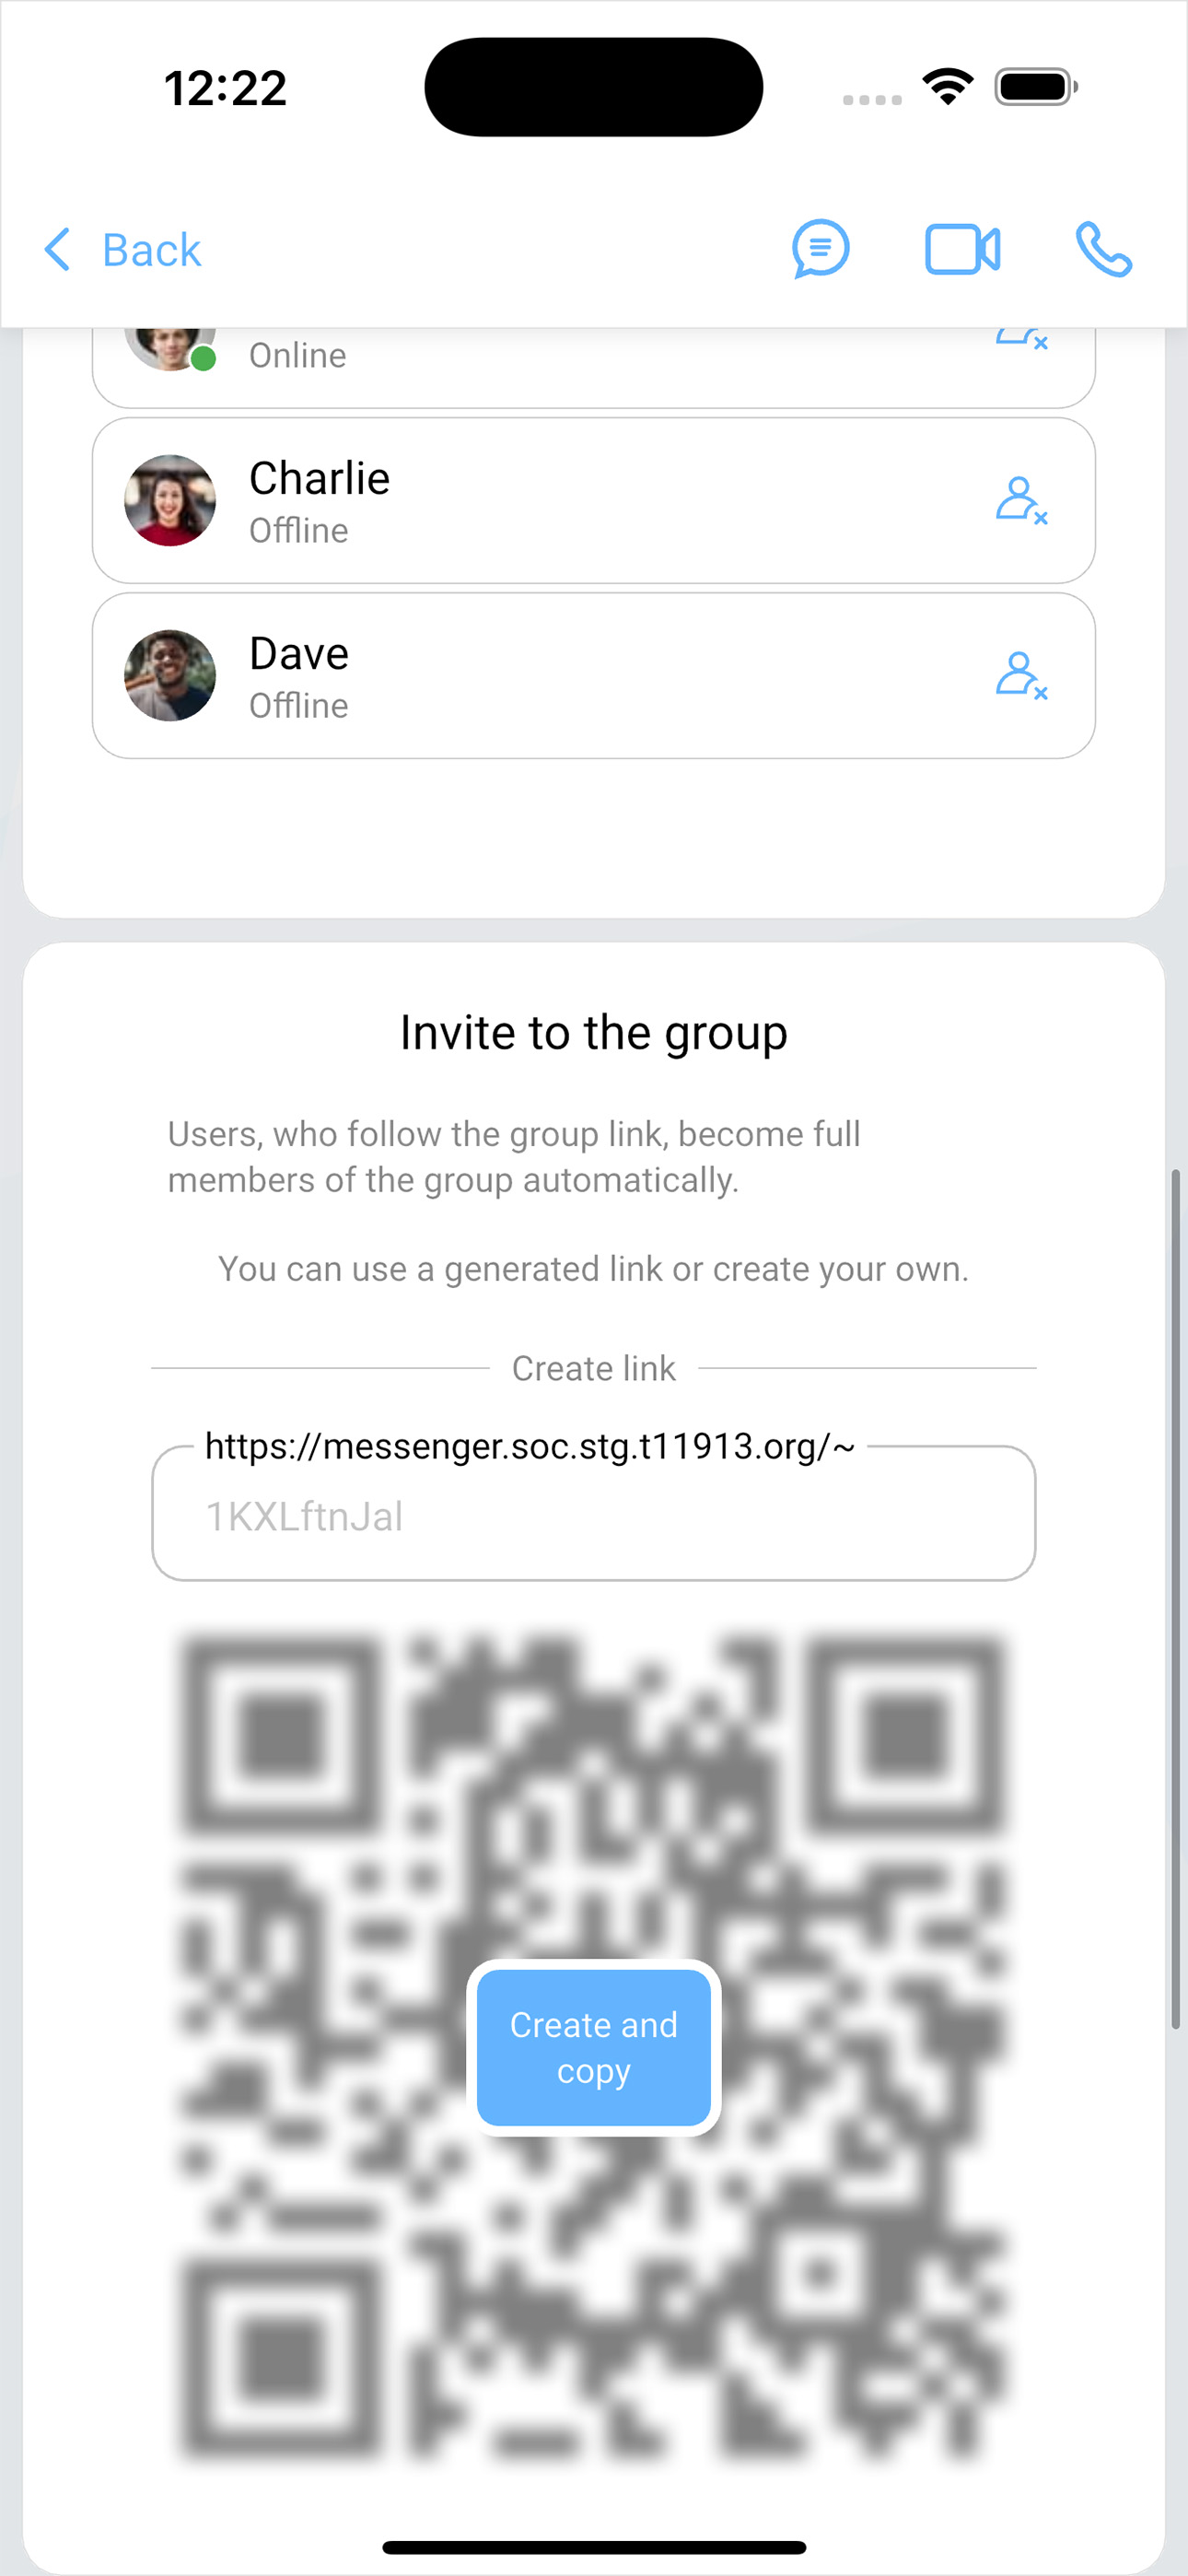 12:22
Back
Online
Charlie
Offline
Dave
Offline
Invite to the group
Users, who follow the group link, become full
members of the group automatically.
You can use a generated link or create your own.
Create link
https://messenger.soc.stg.t11913.org/~
1KXLftnJal
Create and
copy